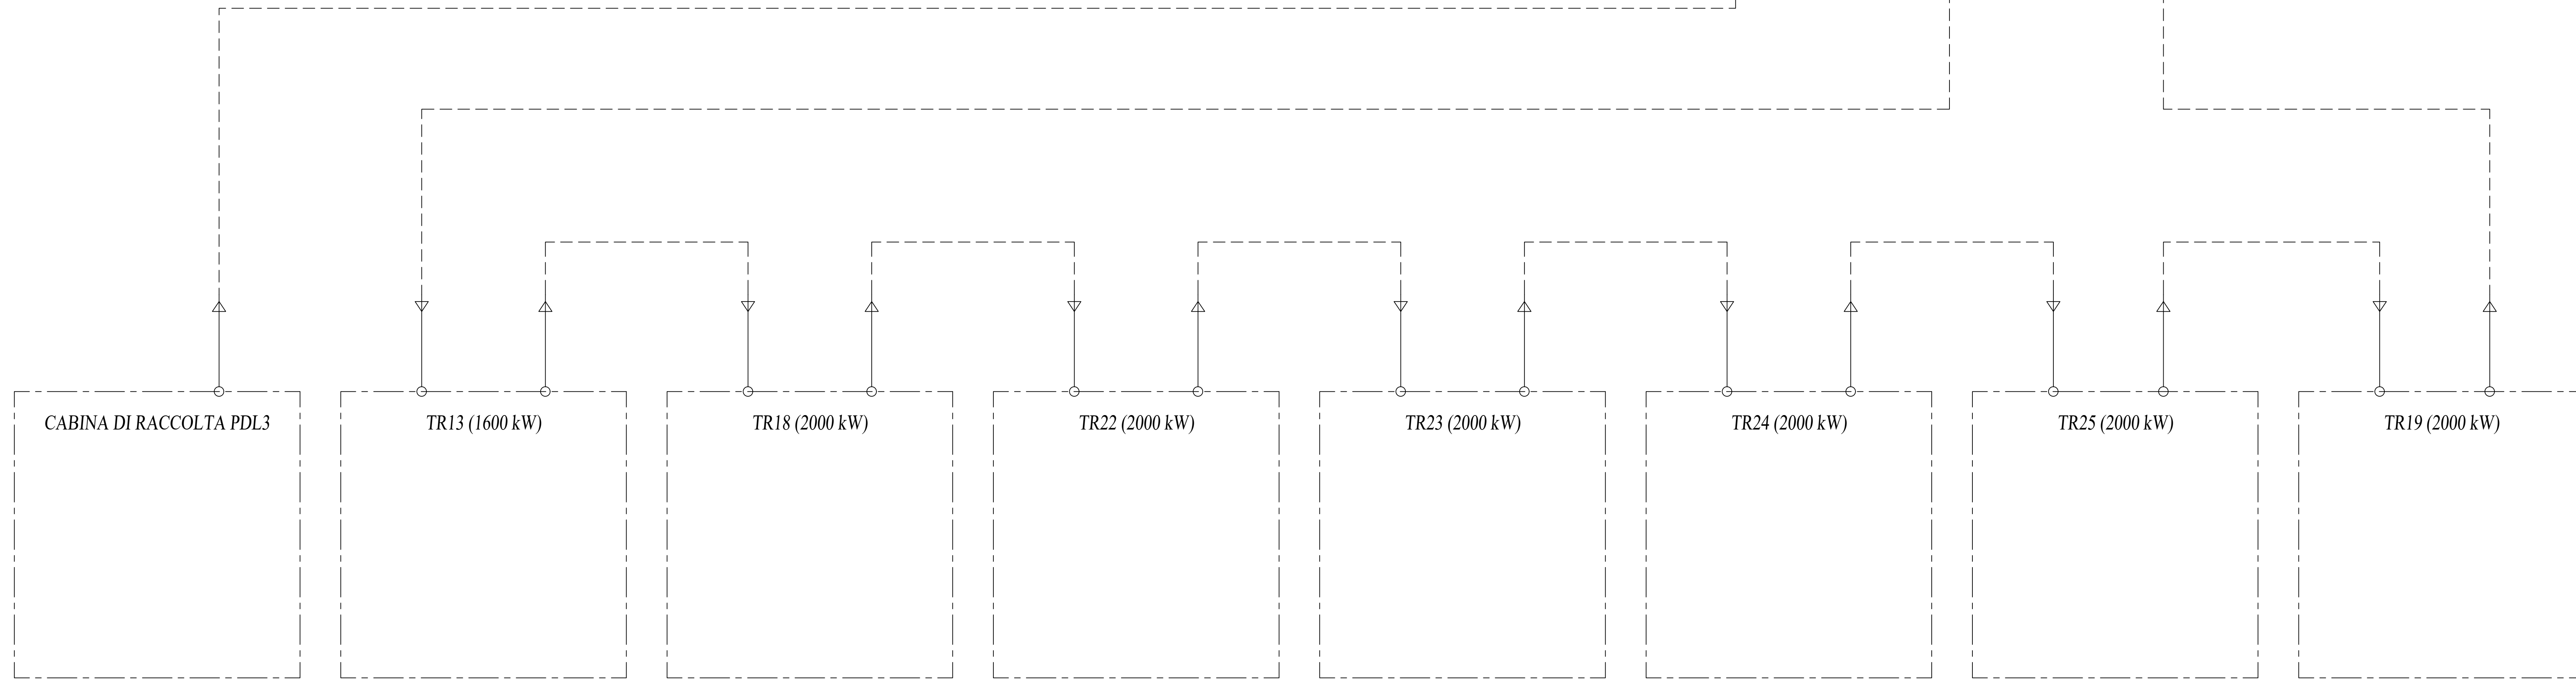 CABINA DI RACCOLTA PDL3
TR13 (1600 kW)
TR18 (2000 kW)
TR22 (2000 kW)
TR23 (2000 kW)
TR24 (2000 kW)
TR25 (2000 kW)
TR19 (2000 kW)